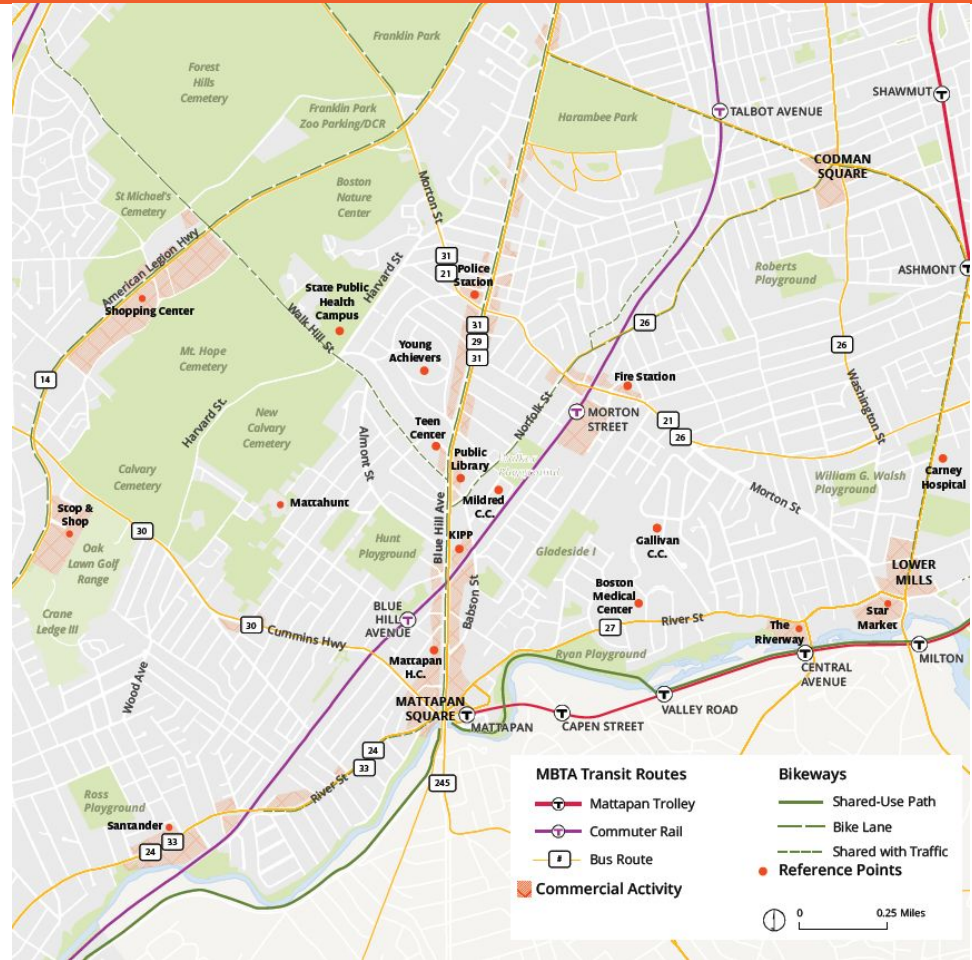 Franklin Park
Forest
Hills
Cemetery
Franklin Park
Zoo Parking/DCR
Harambee Park
TALBOT AVENUE
SHAWMUT
CODMAN
SQUARE
St Michael's
Cemetery
Boston
Nature
Center
Morton St
American Legion Hwy
Harvard St
31
21
Police
Station
Roberts
Playground
ASHMONT
Shopping Center
State Public
Health
Campus
Walk Hill St
31
29
31
26
26
Mt. Hope
Cemetery
Young
Achievers
Fire Station
Washington St
14
Norfolk St
MORTON
STREET
21
26
Harvard St.
New
Calvary
Cemetery
Almont St
Teen
Center
Public
Library
Playground
Mildred
C.C.
Calvary
Cemetery
Mattahunt
William G. Walsh
Playground
Carney
Hospital
Morton St
Stop &
Shop
30
Blue Hill Ave
KIPP
Hunt
Playground
Gladeside I
Gallivan
C.C.
Oak
Lawn Golf
Range
LOWER
MILLS
Crane
Ledge III
BLUE
HILL
AVENUE
Babson St
Boston
Medical
Center
Star
Market
30
Cummins Hwy
27
River St
The
Riverway
Mattapan
H.C.
Ryan Playground
CENTRAL
AVENUE
MILTON
Wood Ave
MATTAPAN
SQUARE
MATTAPAN
CAPEN STREET
VALLEY ROAD
24
33
245
River St
Ross
Playground
Santander
33
24
MBTA Transit Routes
Mattapan Trolley
Commuter Rail
# Bus Route
Commercial Activity
Bikeways
Shared-Use Path
Bike Lane
Shared with Traffic
Reference Points
0 0.25 Miles